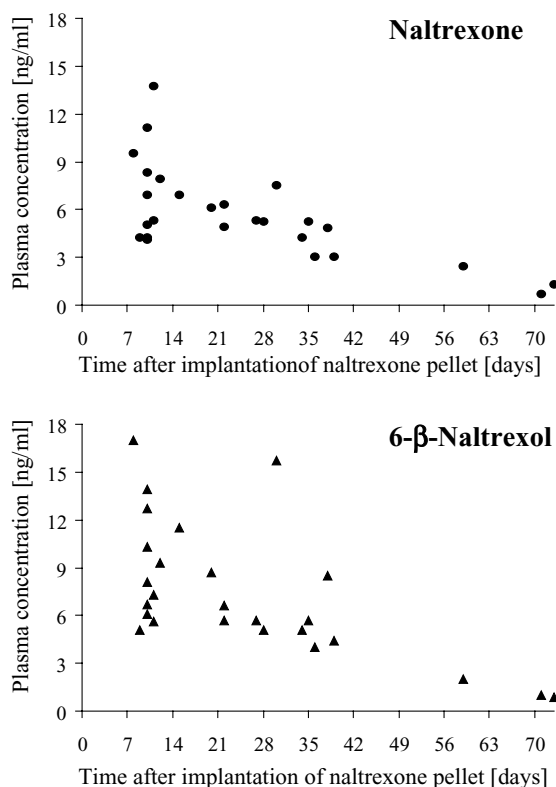 Naltrexone
18
15
12
9
6
3
0
Plasma concentration [ng/ml]
0 7 14 21 28 35 42 49 56 63 70
Time after implantationof naltrexone pellet [days]
6-β-Naltrexol
18
15
12
9
6
3
0
Plasma concentration [ng/ml]
0 7 14 21 28 35 42 49 56 63 70
Time after implantation of naltrexone pellet [days]